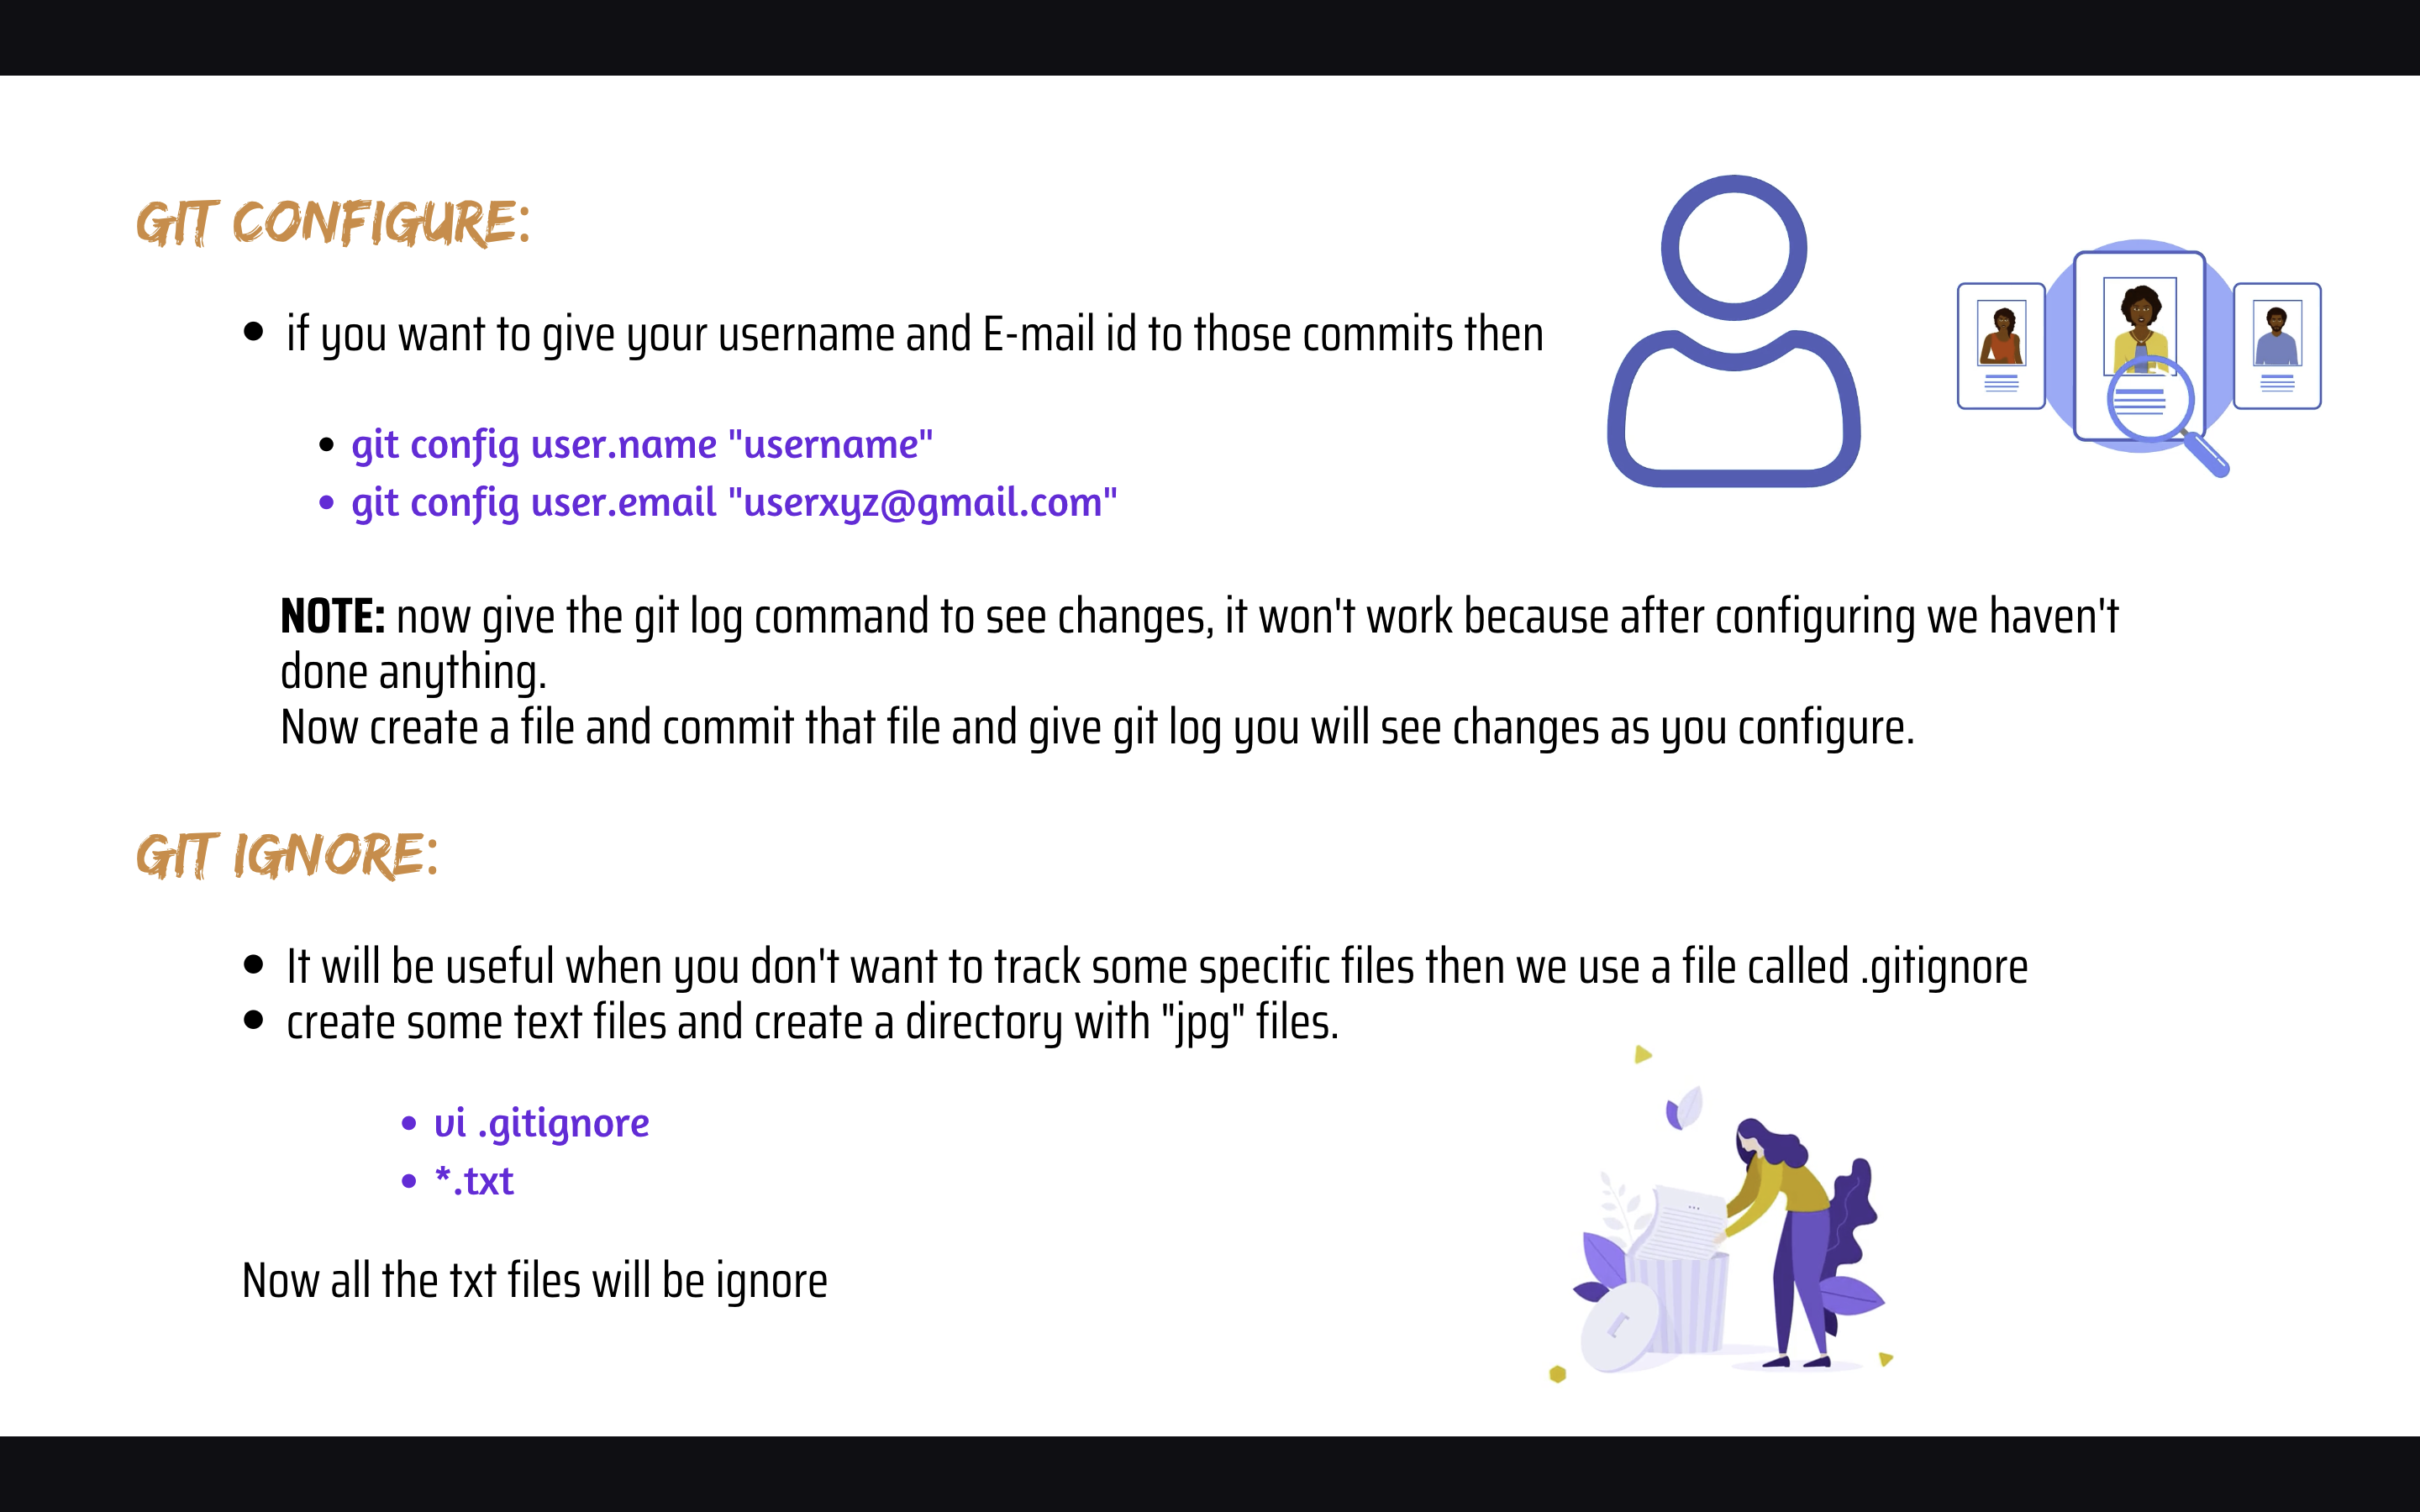 GIT CONFIGURE:
• if you want to give your username and E-mail id to those commits then
• git config user.name "username"
• git config user.email "userxyz@gmail.com"
NOTE: now give the git log command to see changes, it won't work because after configuring we haven't
done anything.
Now create a file and commit that file and give git log you will see changes as you configure.
GIT IGNORE:
• It will be useful when you don't want to track some specific files then we use a file called .gitignore
• create some text files and create a directory with "jpg" files.
• vi .gitignore
• *.txt
Now all the txt files will be ignore